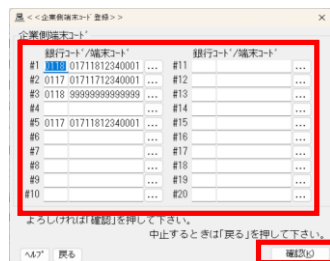 <<企業側端末ｺｰﾄﾞ登録>>
企業側端末ｺｰﾄﾞ
銀行ｺｰﾄﾞ/端末ｺｰﾄﾞ 銀行ｺｰﾄﾞ/端末ｺｰﾄﾞ
#1 0118 01711812340001 ... #11 ...
#2 0117 01711712340001 ... #12 ...
#3 0118 99999999999999 ... #13 ...
#4 ... #14 ...
#5 0117 01711812340001 ... #15 ...
#6 ... #16 ...
#7 ... #17 ...
#8 ... #18 ...
#9 ... #19 ...
#10 ... #20 ...
よろしければ「確認」を押して下さい。
中止するときは「戻る」を押して下さい。
ﾍﾙﾌﾟ 戻る 確認(K)